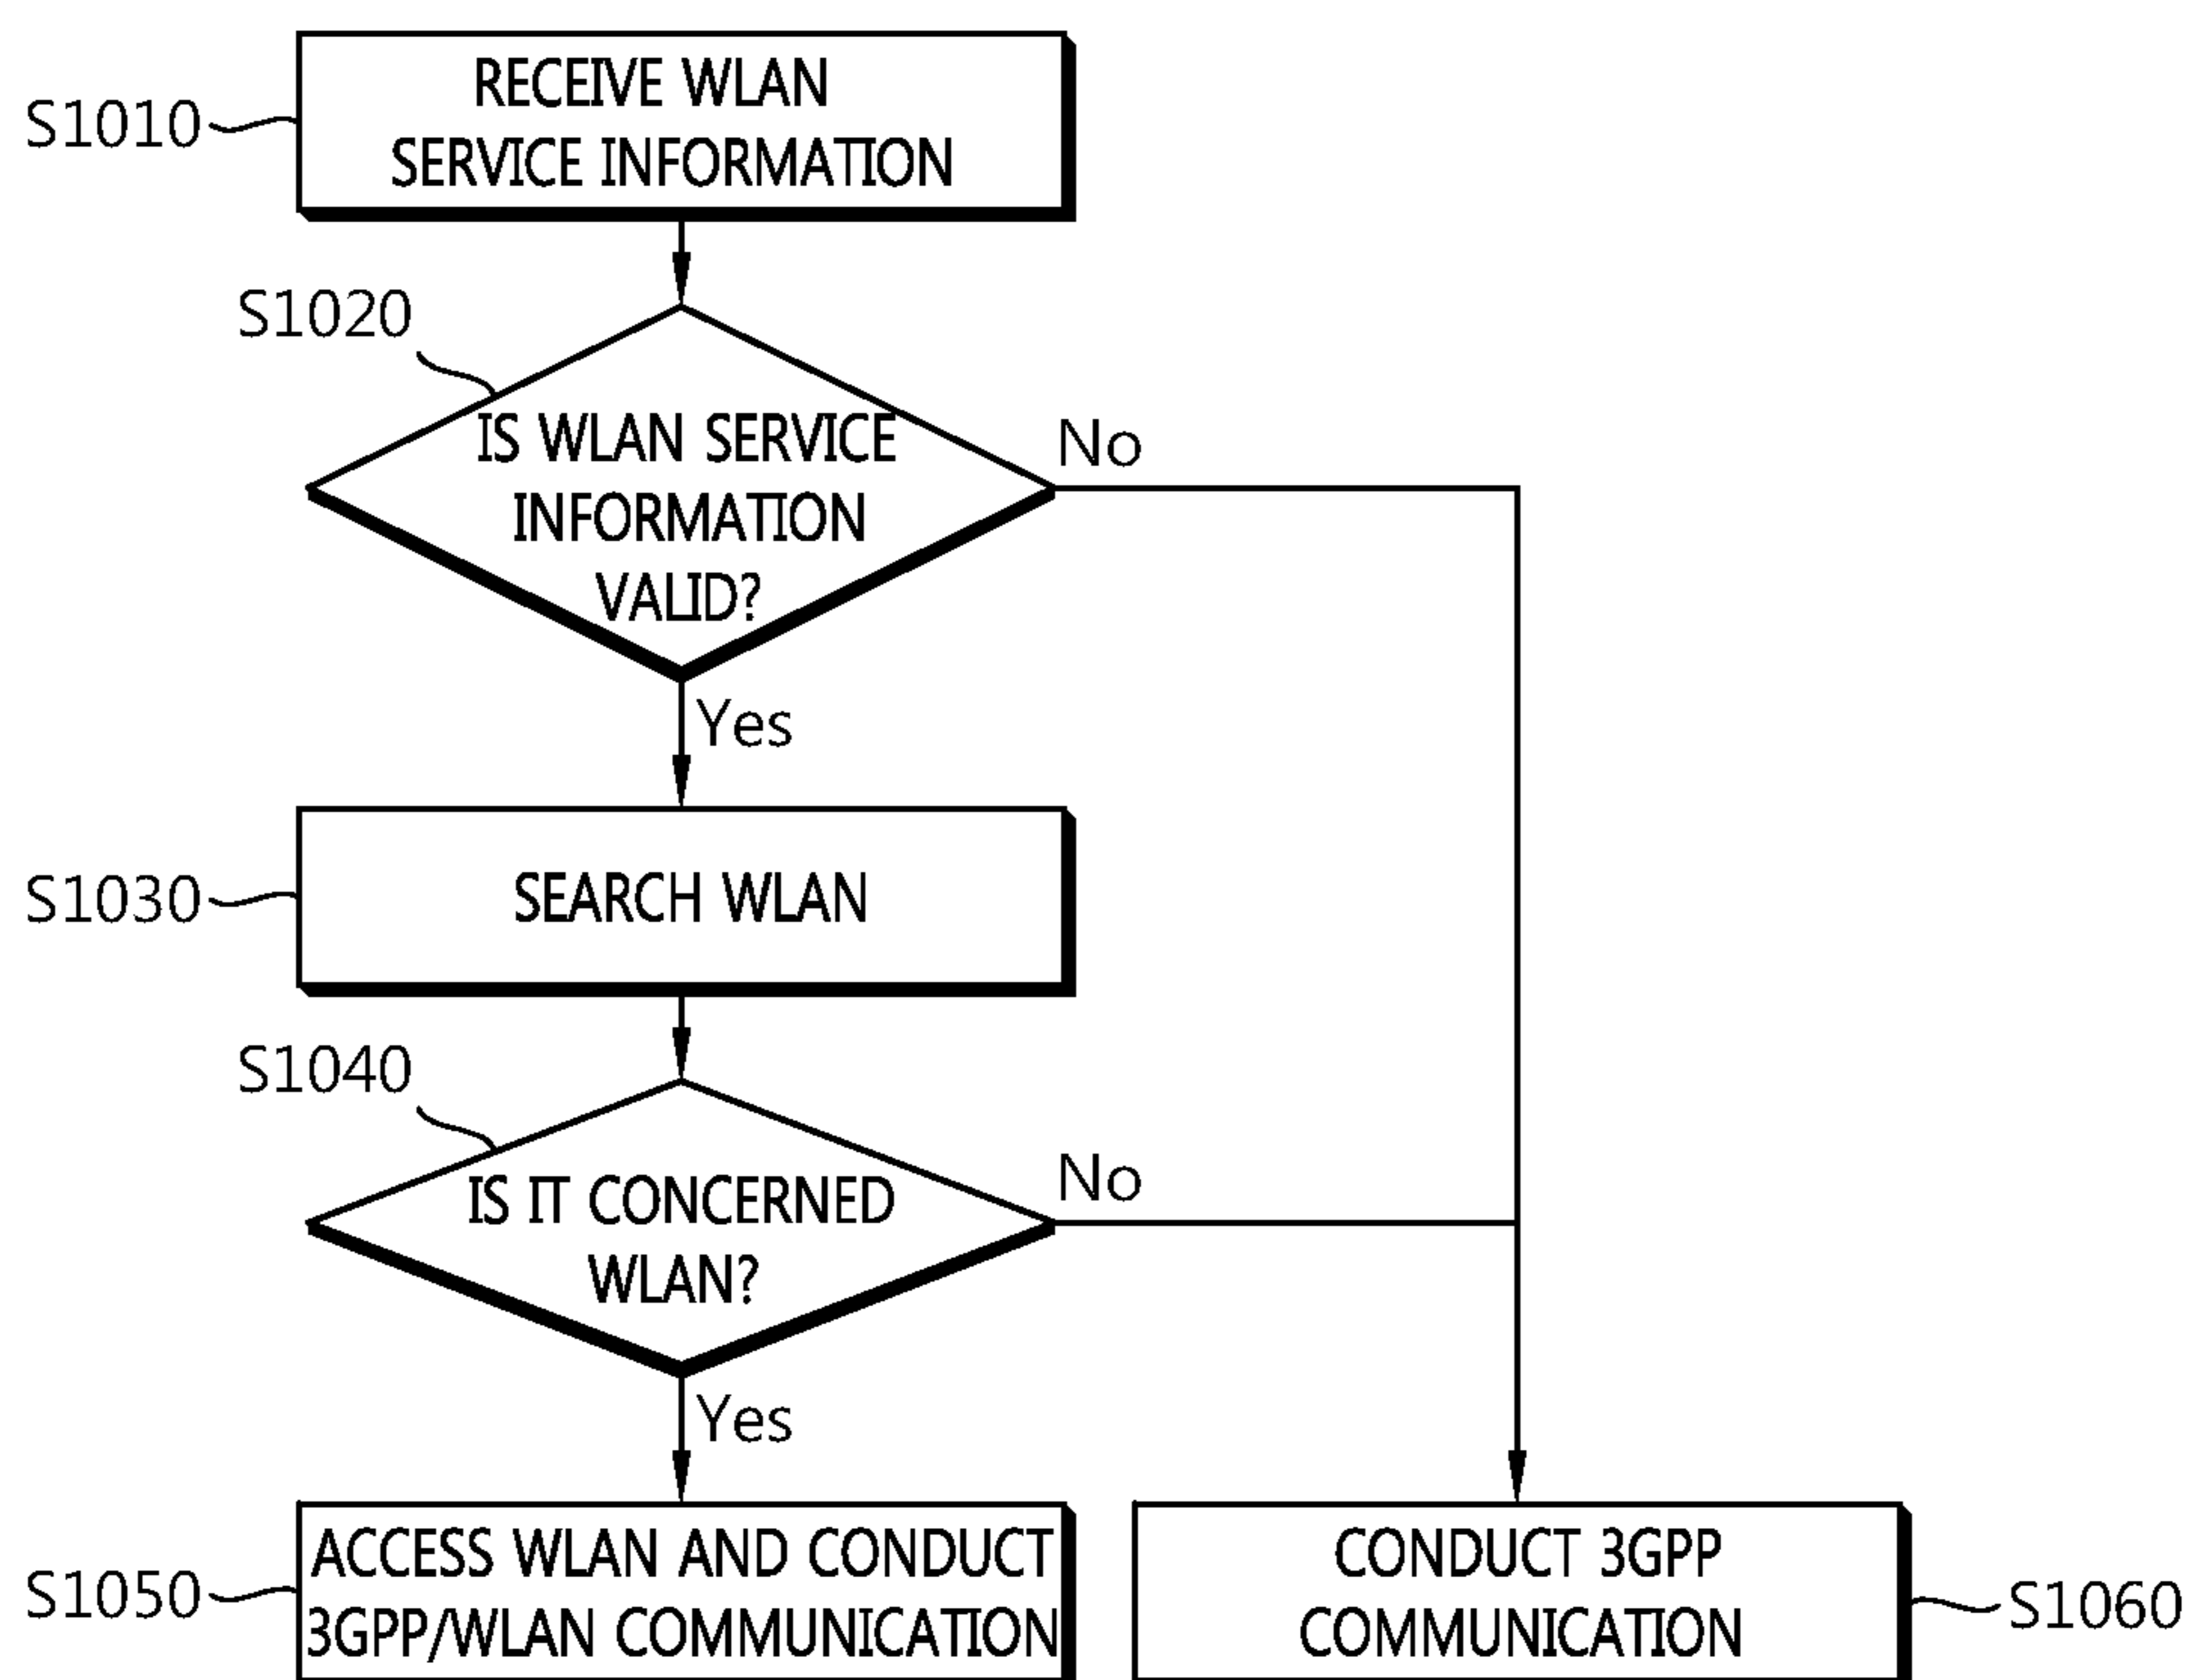 RECEIVE WLAN
SERVICE INFORMATION
S1010
S1020
IS WLAN SERVICE
INFORMATION
VALID?
No
Yes
SEARCH WLAN
S1030
S1040
IS IT CONCERNED
WLAN?
No
Yes
ACCESS WLAN AND CONDUCT
3GPP/WLAN COMMUNICATION
S1050
CONDUCT 3GPP
COMMUNICATION
S1060